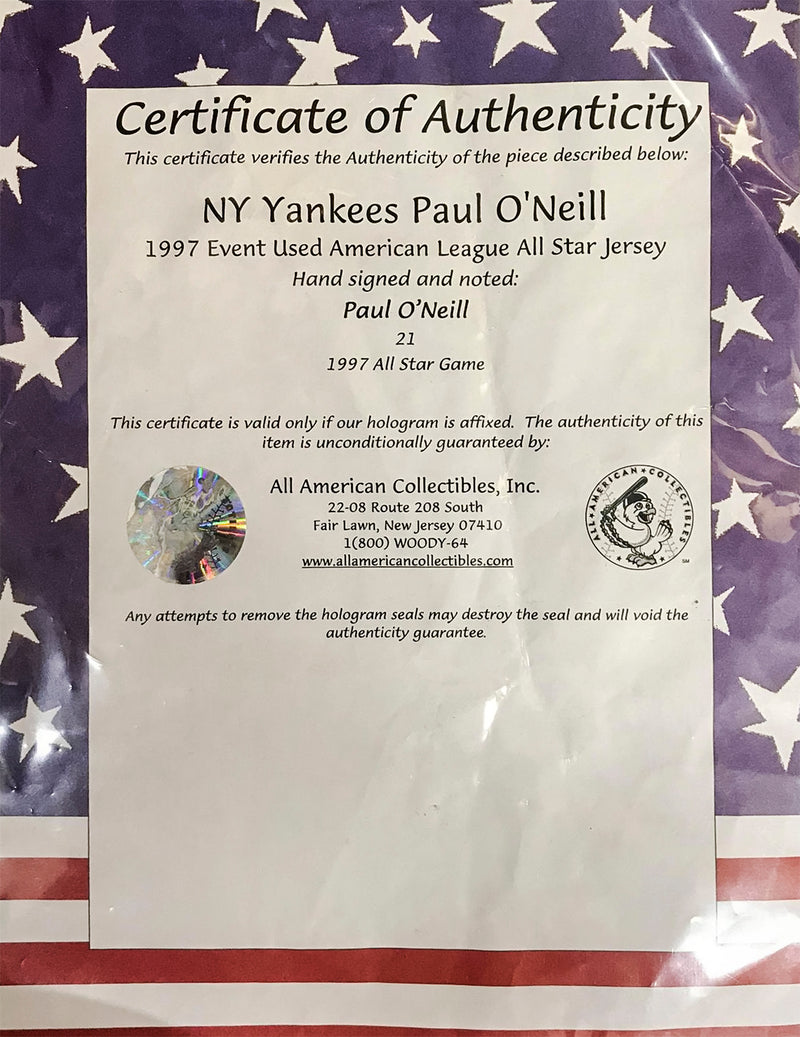 Certificate of Authenticity
This certificate verifies the Authenticity of the piece described below:
NY Yankees Paul O'Neill
1997 Event Used American League All Star Jersey
Hand signed and noted:
Paul O'Neill
21
1997 All Star Game
This certificate is valid only if our hologram is affixed. The authenticity of this
item is unconditionally guaranteed by:
All American Collectibles, Inc.
22-08 Route 208 South
Fair Lawn, New Jersey 07410
1(800) WOODY-64
www.allamericancollectibles.com
ALL★AMERICAN★COLLECTIBLES
SM
Any attempts to remove the hologram seals may destroy the seal and will void the
authenticity guarantee.